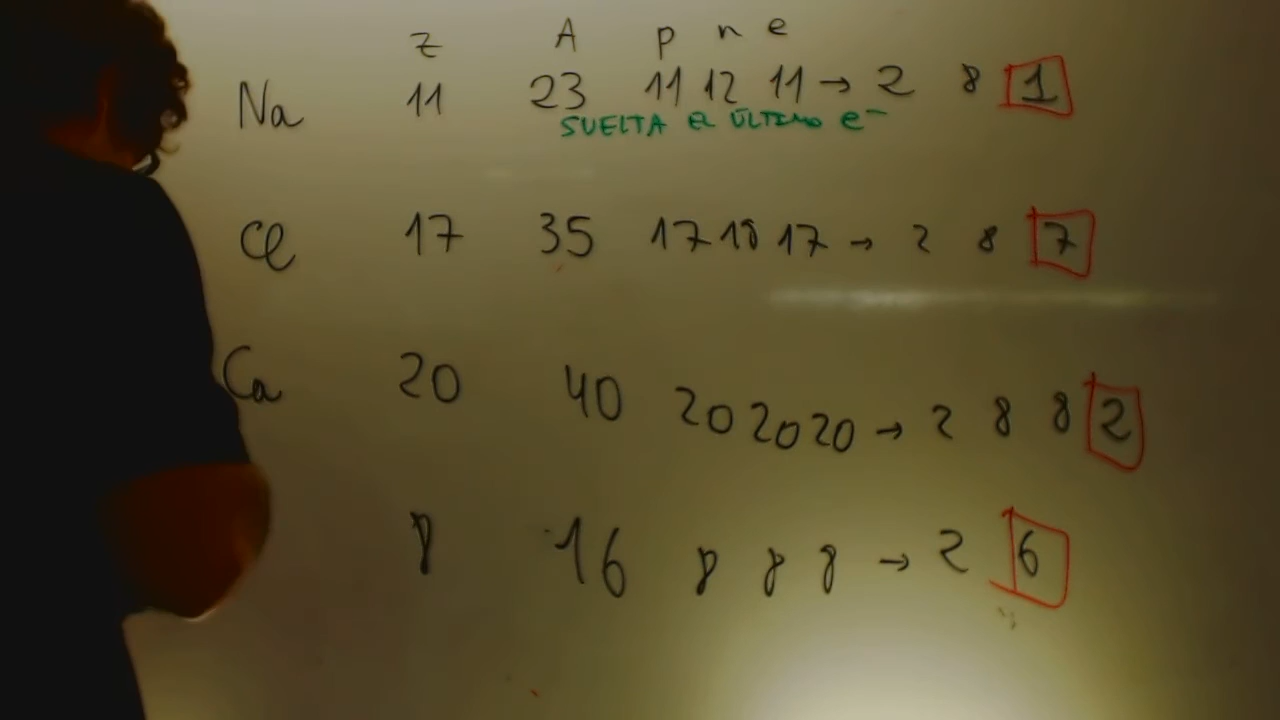 Z A p n e
Na 11 23 11 12 11 → 2 8 1
SUELTA EL ÚLTIMO e⁻
Cl 17 35 17 18 17 → 2 8 7
Ca 20 40 20 20 20 → 2 8 8 2
8 16 8 8 8 → 2 6